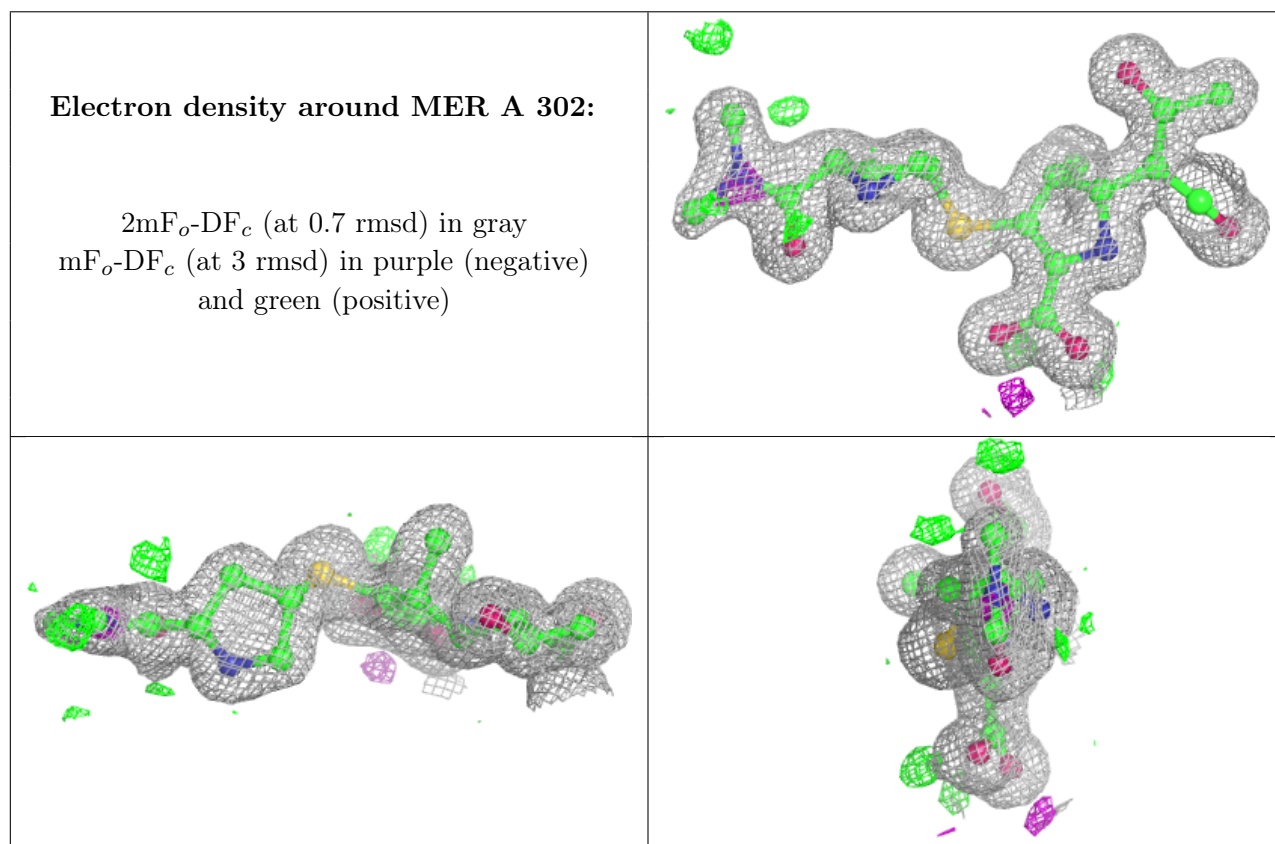 Electron density around MER A 302:
2mFo-DFc (at 0.7 rmsd) in gray
mFo-DFc (at 3 rmsd) in purple (negative)
and green (positive)